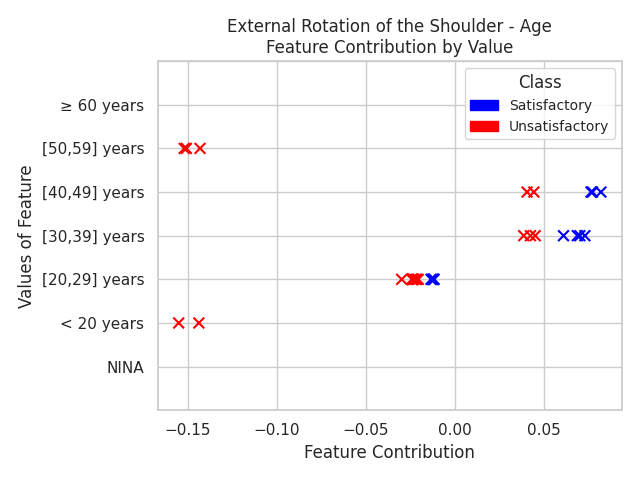 External Rotation of the Shoulder - Age
Feature Contribution by Value
Class
Satisfactory
Unsatisfactory
Values of Feature
≥ 60 years
[50,59] years
[40,49] years
[30,39] years
[20,29] years
< 20 years
NINA
−0.15 −0.10 −0.05 0.00 0.05
Feature Contribution